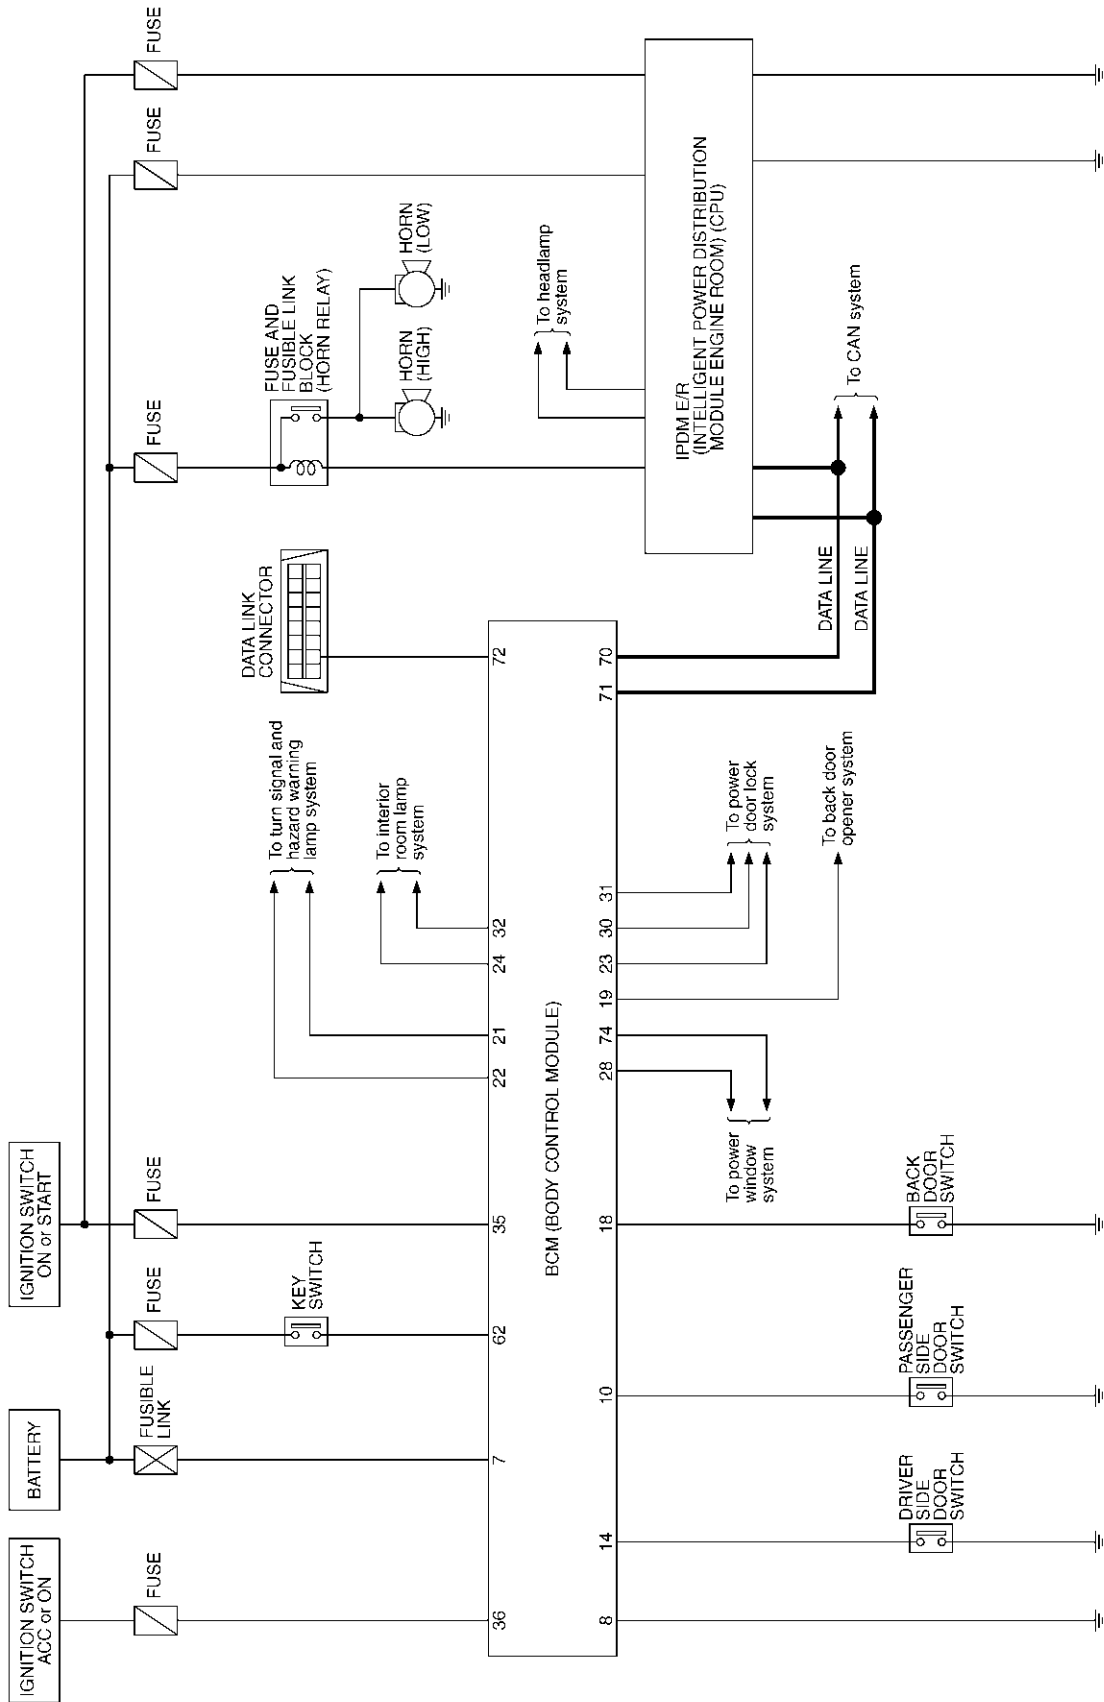 IGNITION SWITCH
ACC or ON
BATTERY
IGNITION SWITCH
ON or START
FUSE
FUSIBLE
LINK
FUSE
FUSE
FUSE
FUSE
FUSE
KEY
SWITCH
To turn signal and
hazard warning
lamp system
To interior
room lamp
system
DATA LINK
CONNECTOR
FUSE AND
FUSIBLE LINK
BLOCK
(HORN RELAY)
HORN
(HIGH)
HORN
(LOW)
To headlamp
system
36
7
62
35
22
21
24
32
72
BCM (BODY CONTROL MODULE)
8
14
10
18
28
74
19
23
30
31
71
70
IPDM E/R
(INTELLIGENT POWER DISTRIBUTION
MODULE ENGINE ROOM) (CPU)
To power
window
system
To power
door lock
system
To back door
opener system
DATA LINE
DATA LINE
To CAN system
DRIVER
SIDE
DOOR
SWITCH
PASSENGER
SIDE
DOOR
SWITCH
BACK
DOOR
SWITCH